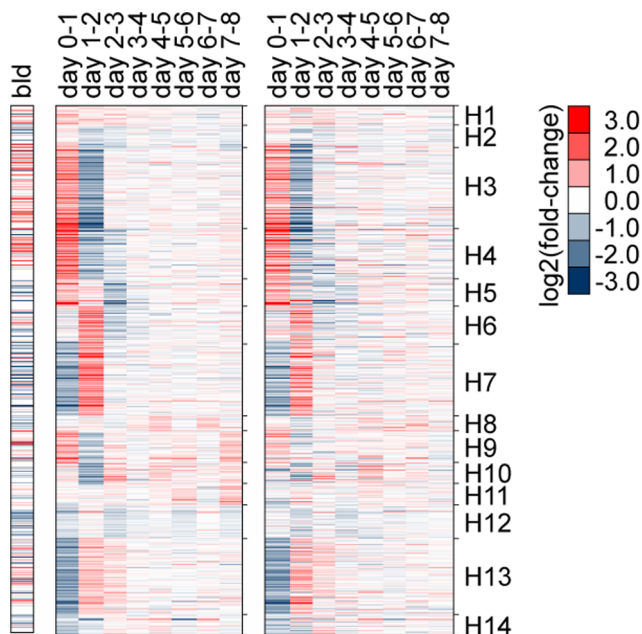 bld
day 0-1
day 1-2
day 2-3
day 3-4
day 4-5
day 5-6
day 6-7
day 7-8
day 0-1
day 1-2
day 2-3
day 3-4
day 4-5
day 5-6
day 6-7
day 7-8
H1
H2
H3
H4
H5
H6
H7
H8
H9
H10
H11
H12
H13
H14
log2(fold-change)
3.0
2.0
1.0
0.0
-1.0
-2.0
-3.0